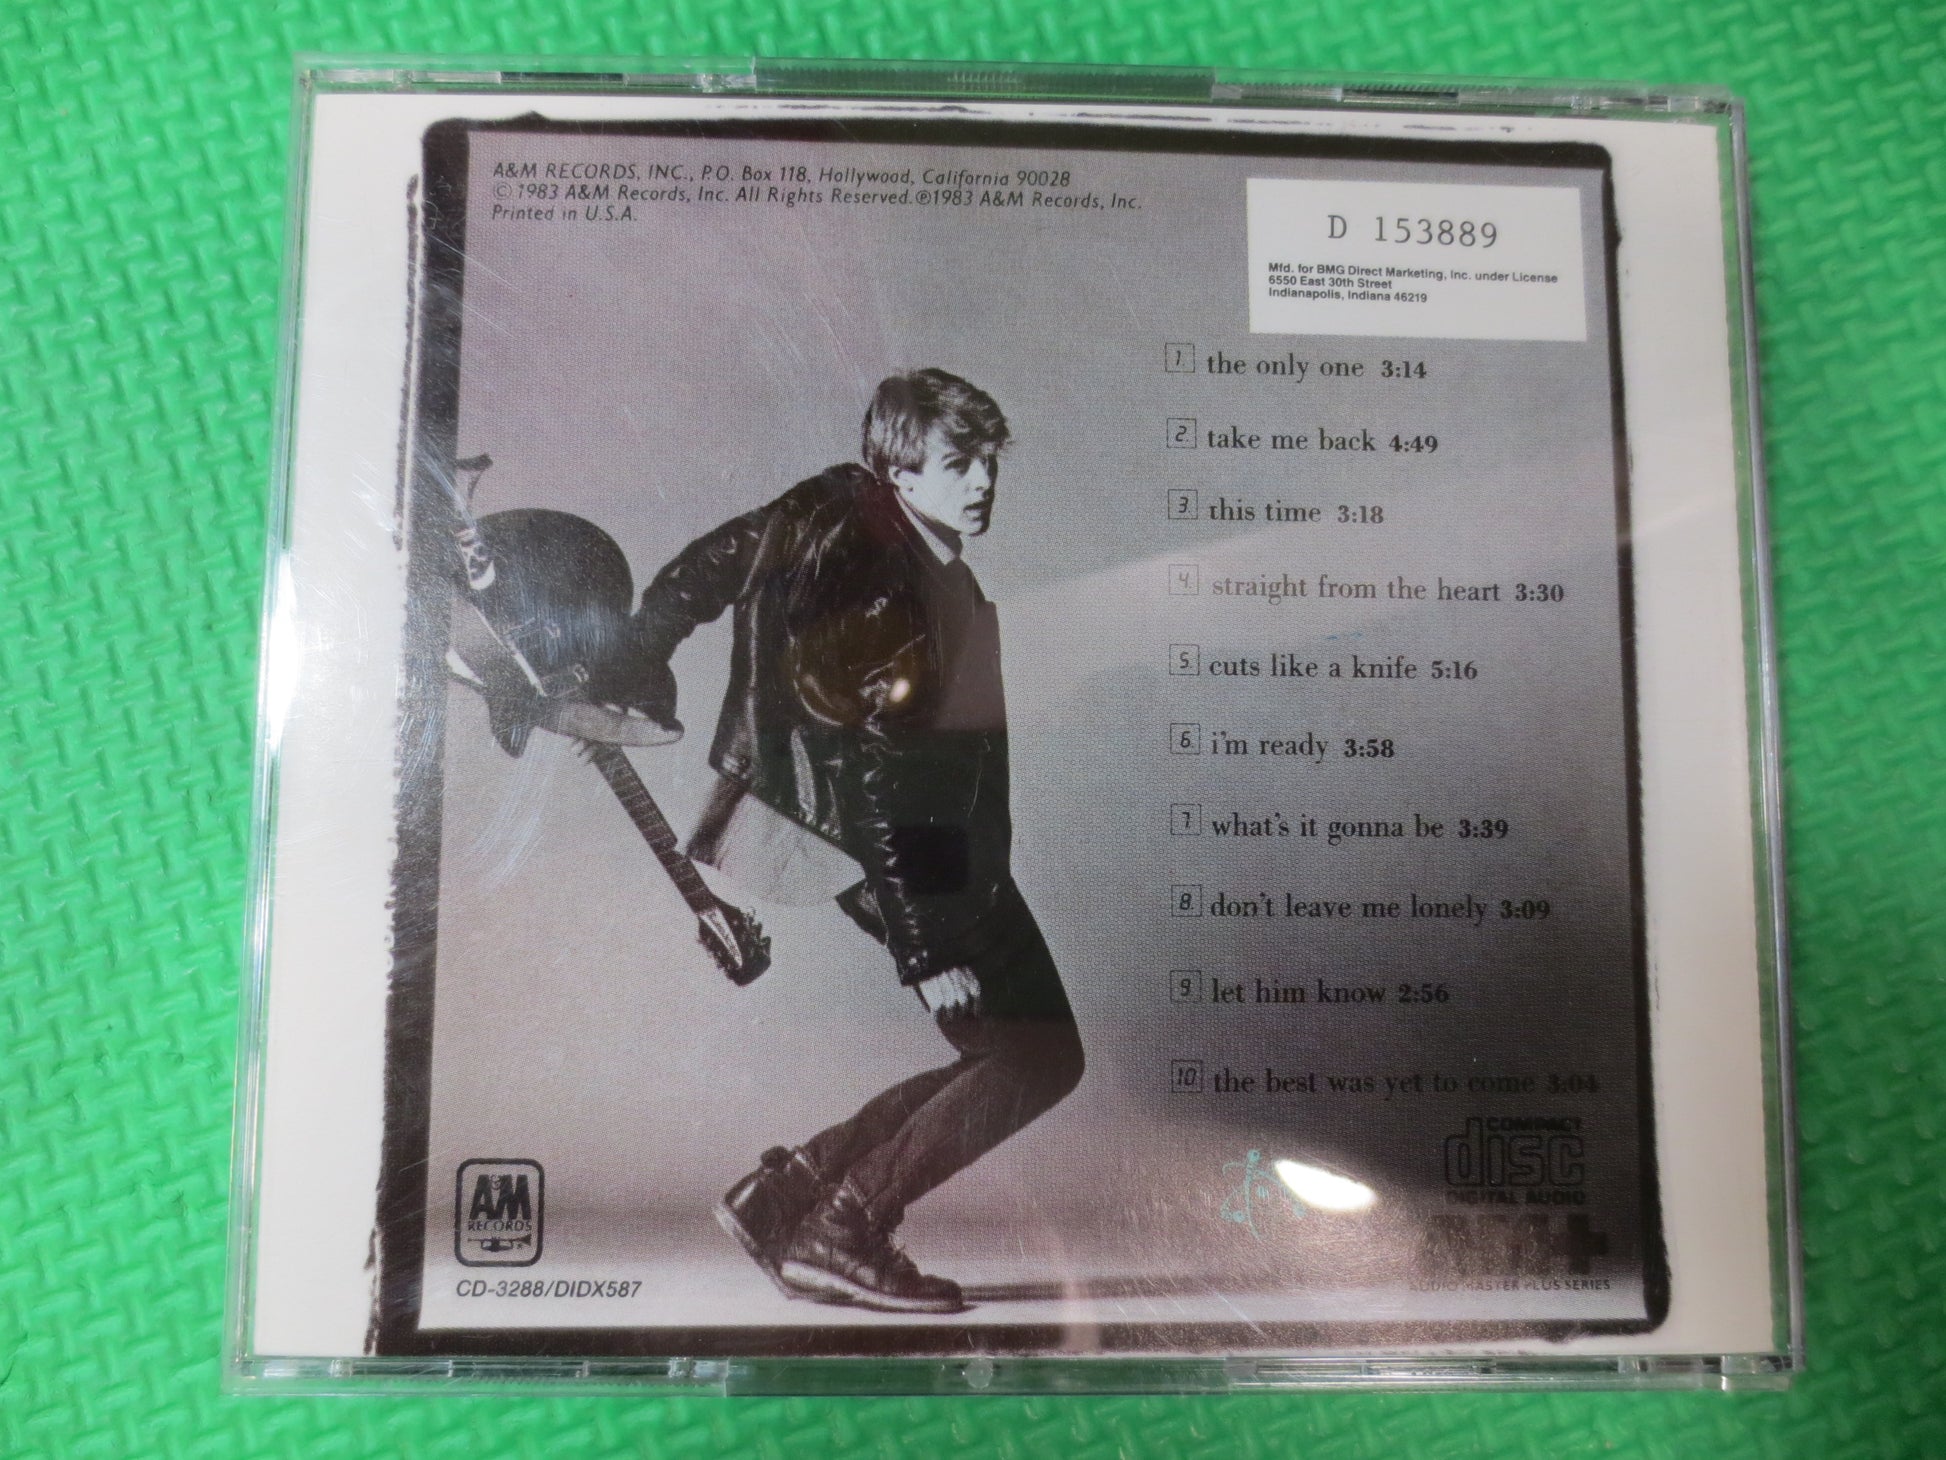 A&M RECORDS, INC., P.O. Box 118, Hollywood, California 90028
© 1983 A&M Records, Inc. All Rights Reserved. ℗1983 A&M Records, Inc.
Printed in U.S.A.
D 153889
Mfd. for BMG Direct Marketing, Inc. under License
6550 East 30th Street
Indianapolis, Indiana 46219
1. the only one 3:14
2. take me back 4:49
3. this time 3:18
4. straight from the heart 3:30
5. cuts like a knife 5:16
6. i'm ready 3:58
7. what's it gonna be 3:39
8. don't leave me lonely 3:09
9. let him know 2:56
10. the best was yet to come 3:04
COMPACT
disc
DIGITAL AUDIO
AUDIO MASTER PLUS SERIES
A&M
RECORDS
CD-3288/DIDX587